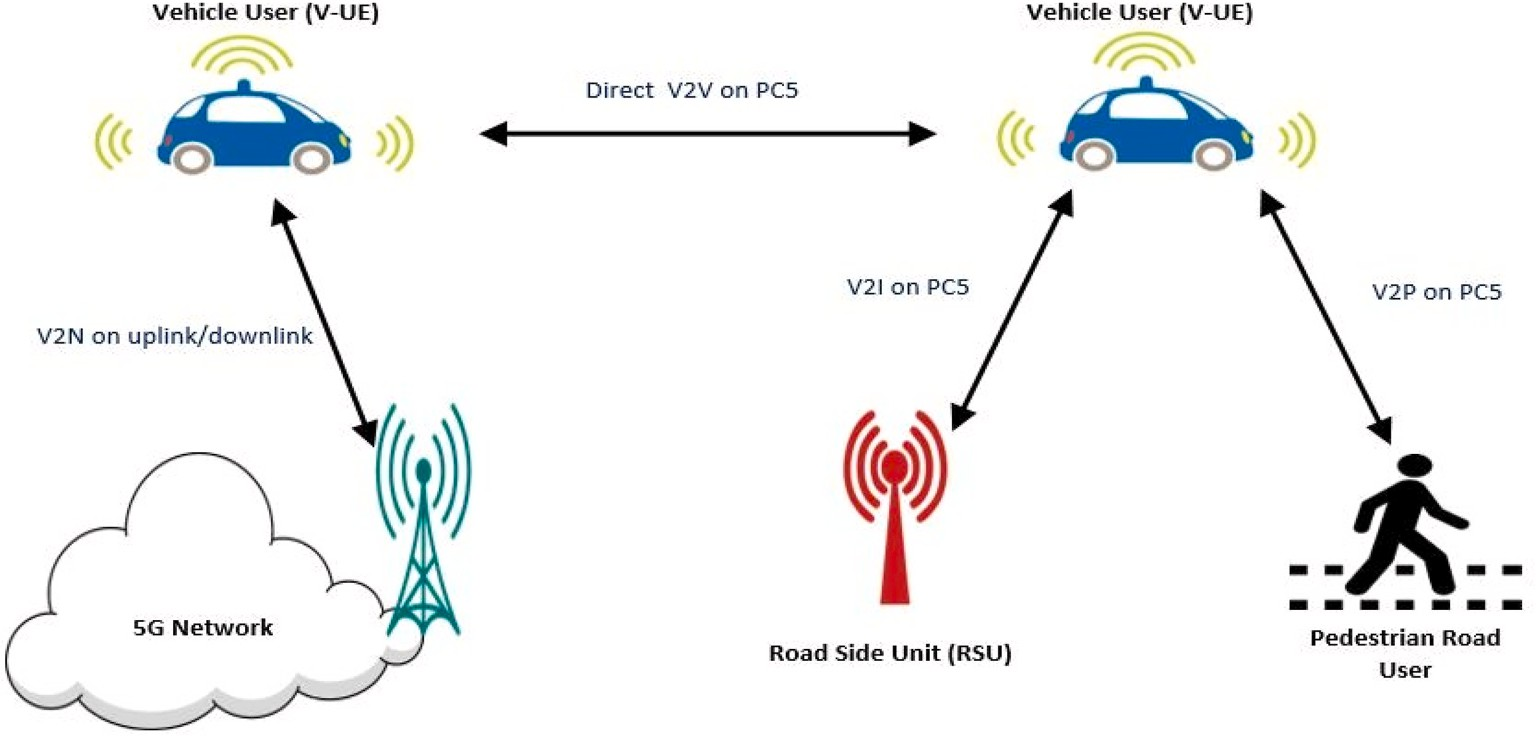 Vehicle User (V-UE)
Vehicle User (V-UE)
Direct V2V on PC5
V2I on PC5
V2P on PC5
V2N on uplink/downlink
5G Network
Road Side Unit (RSU)
Pedestrian Road
User